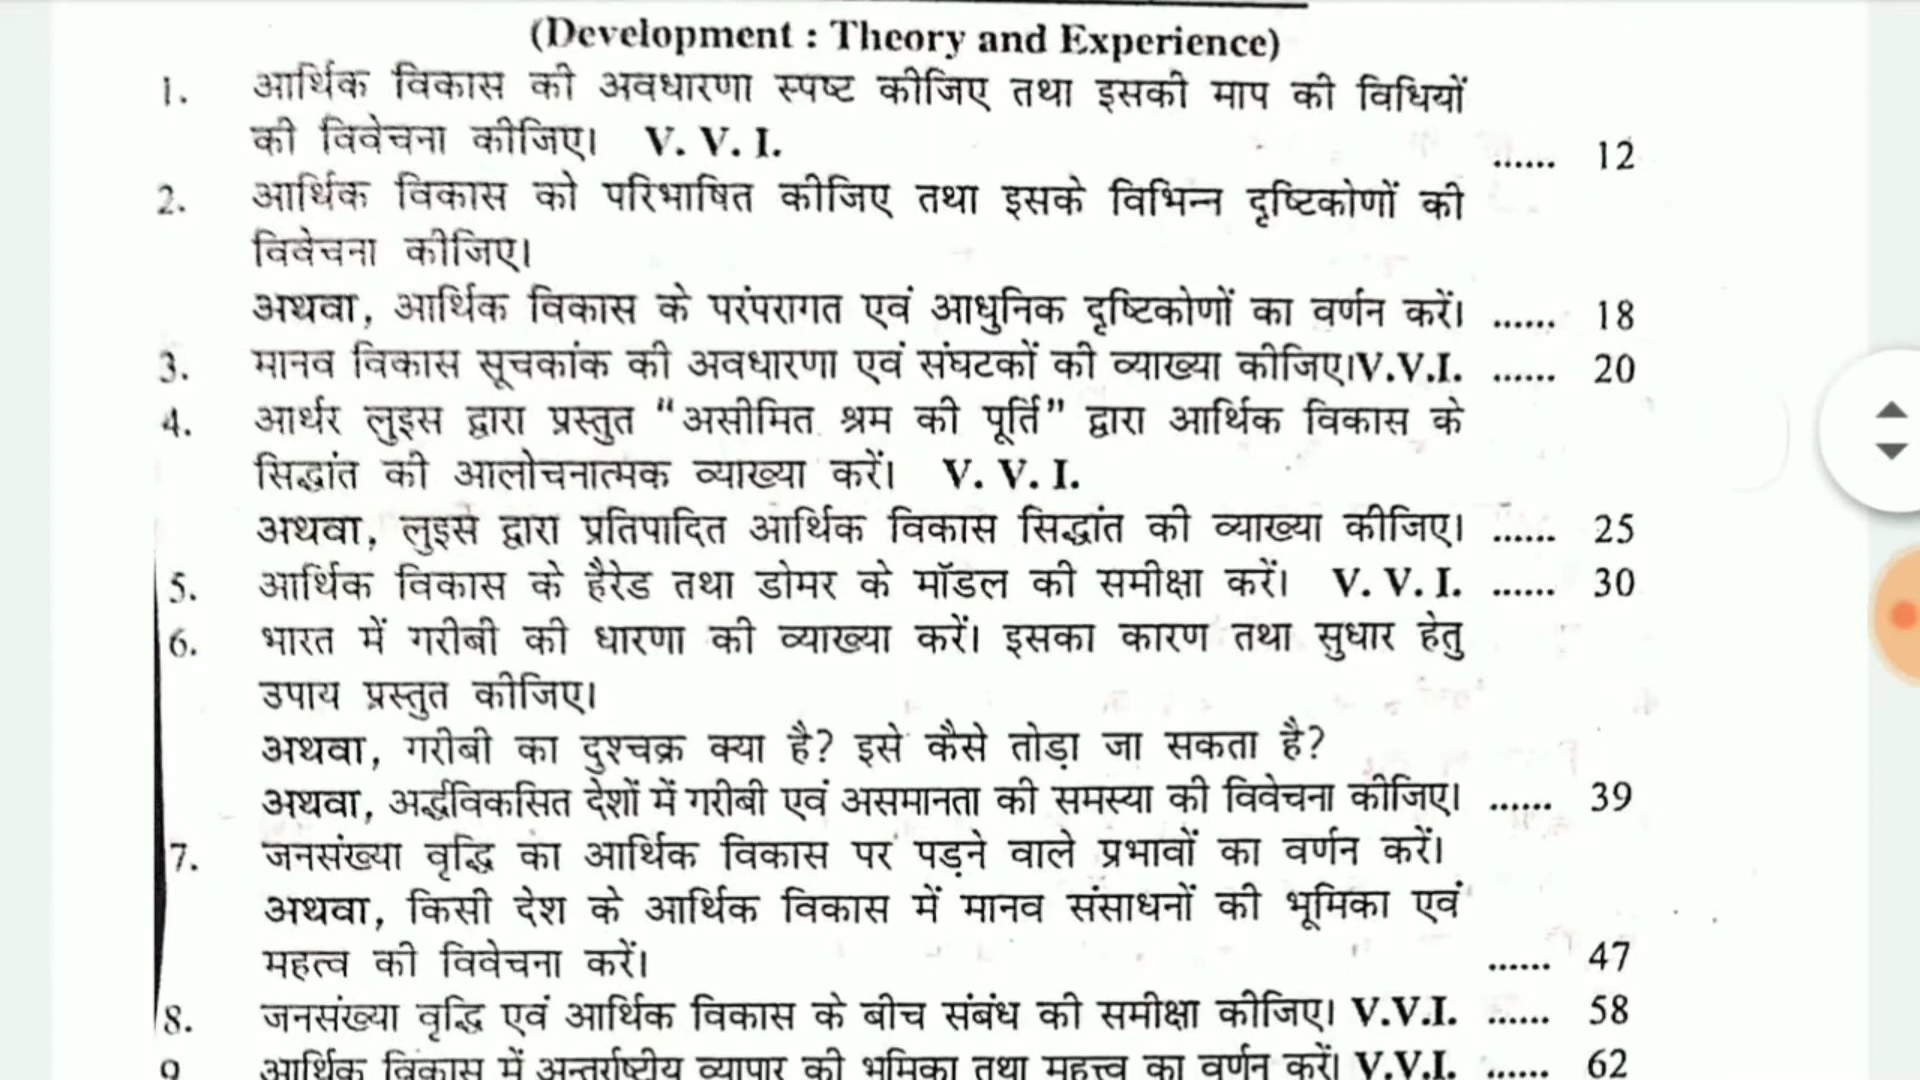 (Development : Theory and Experience)
1. आर्थिक विकास की अवधारणा स्पष्ट कीजिए तथा इसकी माप की विधियों
की विवेचना कीजिए। V. V. I. ...... 12
2. आर्थिक विकास को परिभाषित कीजिए तथा इसके विभिन्न दृष्टिकोणों की
विवेचना कीजिए।
अथवा, आर्थिक विकास के परंपरागत एवं आधुनिक दृष्टिकोणों का वर्णन करें। ...... 18
3. मानव विकास सूचकांक की अवधारणा एवं संघटकों की व्याख्या कीजिए।V.V.I. ...... 20
4. आर्थर लुइस द्वारा प्रस्तुत “असीमित श्रम की पूर्ति” द्वारा आर्थिक विकास के
सिद्धांत की आलोचनात्मक व्याख्या करें। V. V. I.
अथवा, लुइसे द्वारा प्रतिपादित आर्थिक विकास सिद्धांत की व्याख्या कीजिए। ...... 25
5. आर्थिक विकास के हैरेड तथा डोमर के मॉडल की समीक्षा करें। V. V. I. ...... 30
6. भारत में गरीबी की धारणा की व्याख्या करें। इसका कारण तथा सुधार हेतु
उपाय प्रस्तुत कीजिए।
अथवा, गरीबी का दुश्चक्र क्या है? इसे कैसे तोड़ा जा सकता है?
अथवा, अर्द्धविकसित देशों में गरीबी एवं असमानता की समस्या की विवेचना कीजिए। ...... 39
7. जनसंख्या वृद्धि का आर्थिक विकास पर पड़ने वाले प्रभावों का वर्णन करें।
अथवा, किसी देश के आर्थिक विकास में मानव संसाधनों की भूमिका एवं
महत्व की विवेचना करें। ...... 47
8. जनसंख्या वृद्धि एवं आर्थिक विकास के बीच संबंध की समीक्षा कीजिए। V.V.I. ...... 58
9 आर्थिक विकास में अन्तर्राष्ट्रीय व्यापार की भूमिका तथा महत्त्व का वर्णन करें। V.V.I. ...... 62